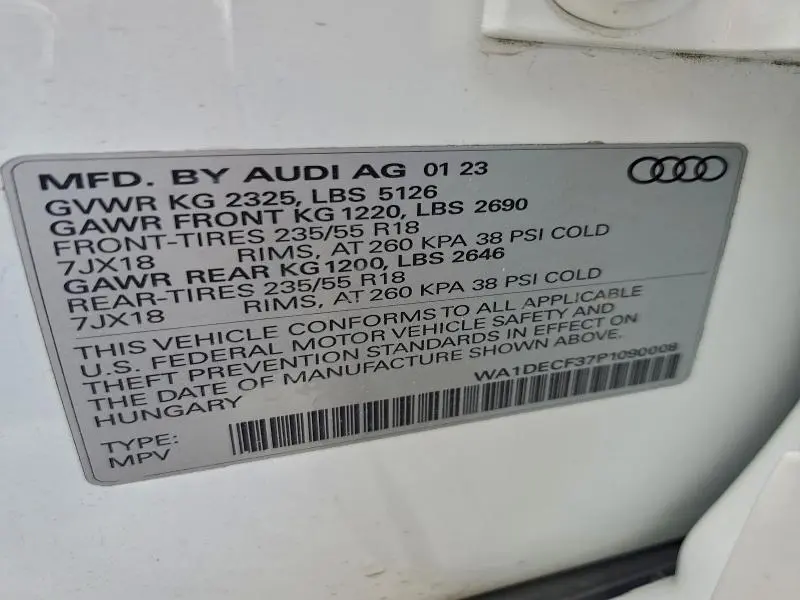 MFD. BY AUDI AG 01 23
GVWR KG 2325, LBS 5126
GAWR FRONT KG 1220, LBS 2690
FRONT-TIRES 235/55 R18
7JX18 RIMS, AT 260 KPA 38 PSI COLD
GAWR REAR KG 1200, LBS 2646
REAR-TIRES 235/55 R18
7JX18 RIMS, AT 260 KPA 38 PSI COLD
THIS VEHICLE CONFORMS TO ALL APPLICABLE
U.S. FEDERAL MOTOR VEHICLE SAFETY AND
THEFT PREVENTION STANDARDS IN EFFECT ON
THE DATE OF MANUFACTURE SHOWN ABOVE.
HUNGARY WA1DECF37P1090008
TYPE:
MPV